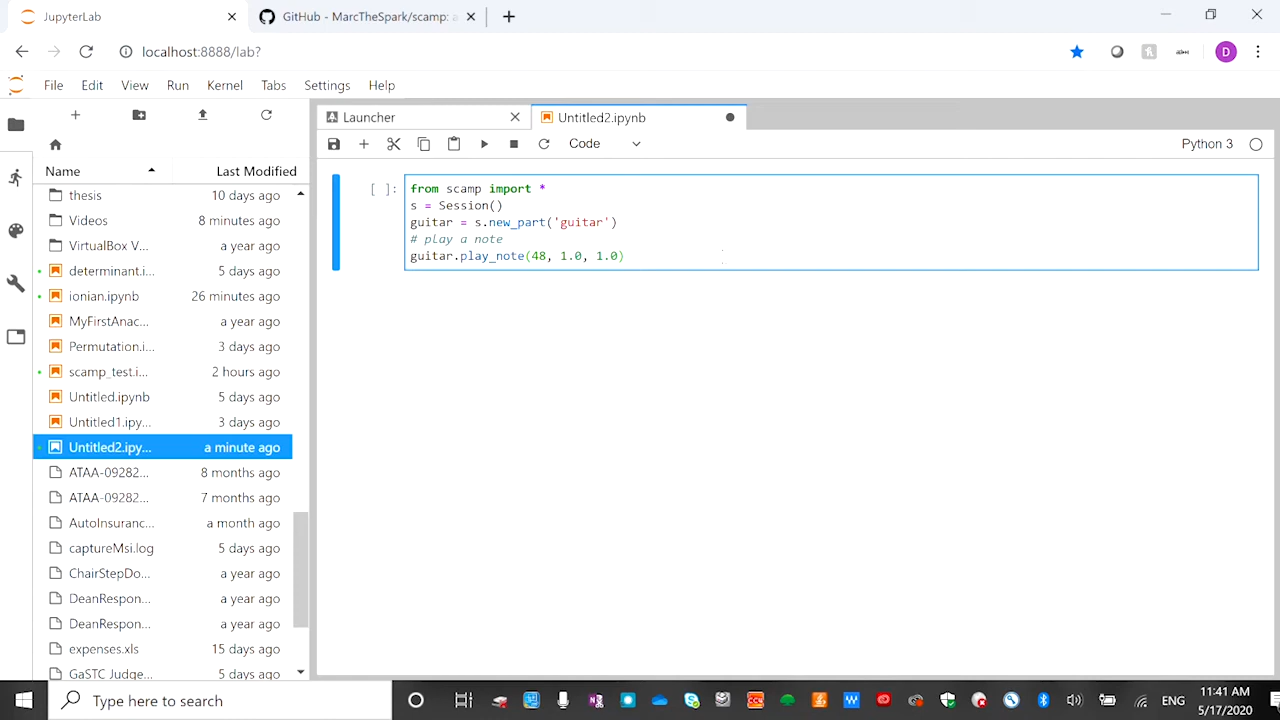 JupyterLab
GitHub - MarcTheSpark/scamp: a
localhost:8888/lab?
D
File Edit View Run Kernel Tabs Settings Help
Launcher
Untitled2.ipynb
Code
Python 3
Name Last Modified
thesis 10 days ago
Videos 8 minutes ago
VirtualBox V... a year ago
determinant.i... 5 days ago
ionian.ipynb 26 minutes ago
MyFirstAnac... a year ago
Permutation.i... 3 days ago
scamp_test.i... 2 hours ago
Untitled.ipynb 5 days ago
Untitled1.ipy... 3 days ago
Untitled2.ipy... a minute ago
ATAA-09282... 8 months ago
ATAA-09282... 7 months ago
AutoInsuranc... a month ago
captureMsi.log 5 days ago
ChairStepDo... a year ago
DeanRespon... a year ago
DeanRespon... a year ago
expenses.xls 15 days ago
GaSTC Judge... 5 days ago
[ ]:
from scamp import *
s = Session()
guitar = s.new_part('guitar')
# play a note
guitar.play_note(48, 1.0, 1.0)
Type here to search
ENG
11:41 AM
5/17/2020